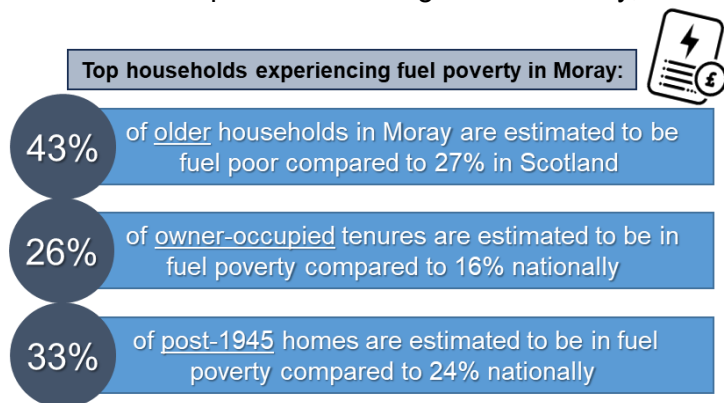 Top households experiencing fuel poverty in Moray:
£
43%
of older households in Moray are estimated to be
fuel poor compared to 27% in Scotland
26%
of owner-occupied tenures are estimated to be in
fuel poverty compared to 16% nationally
33%
of post-1945 homes are estimated to be in fuel
poverty compared to 24% nationally